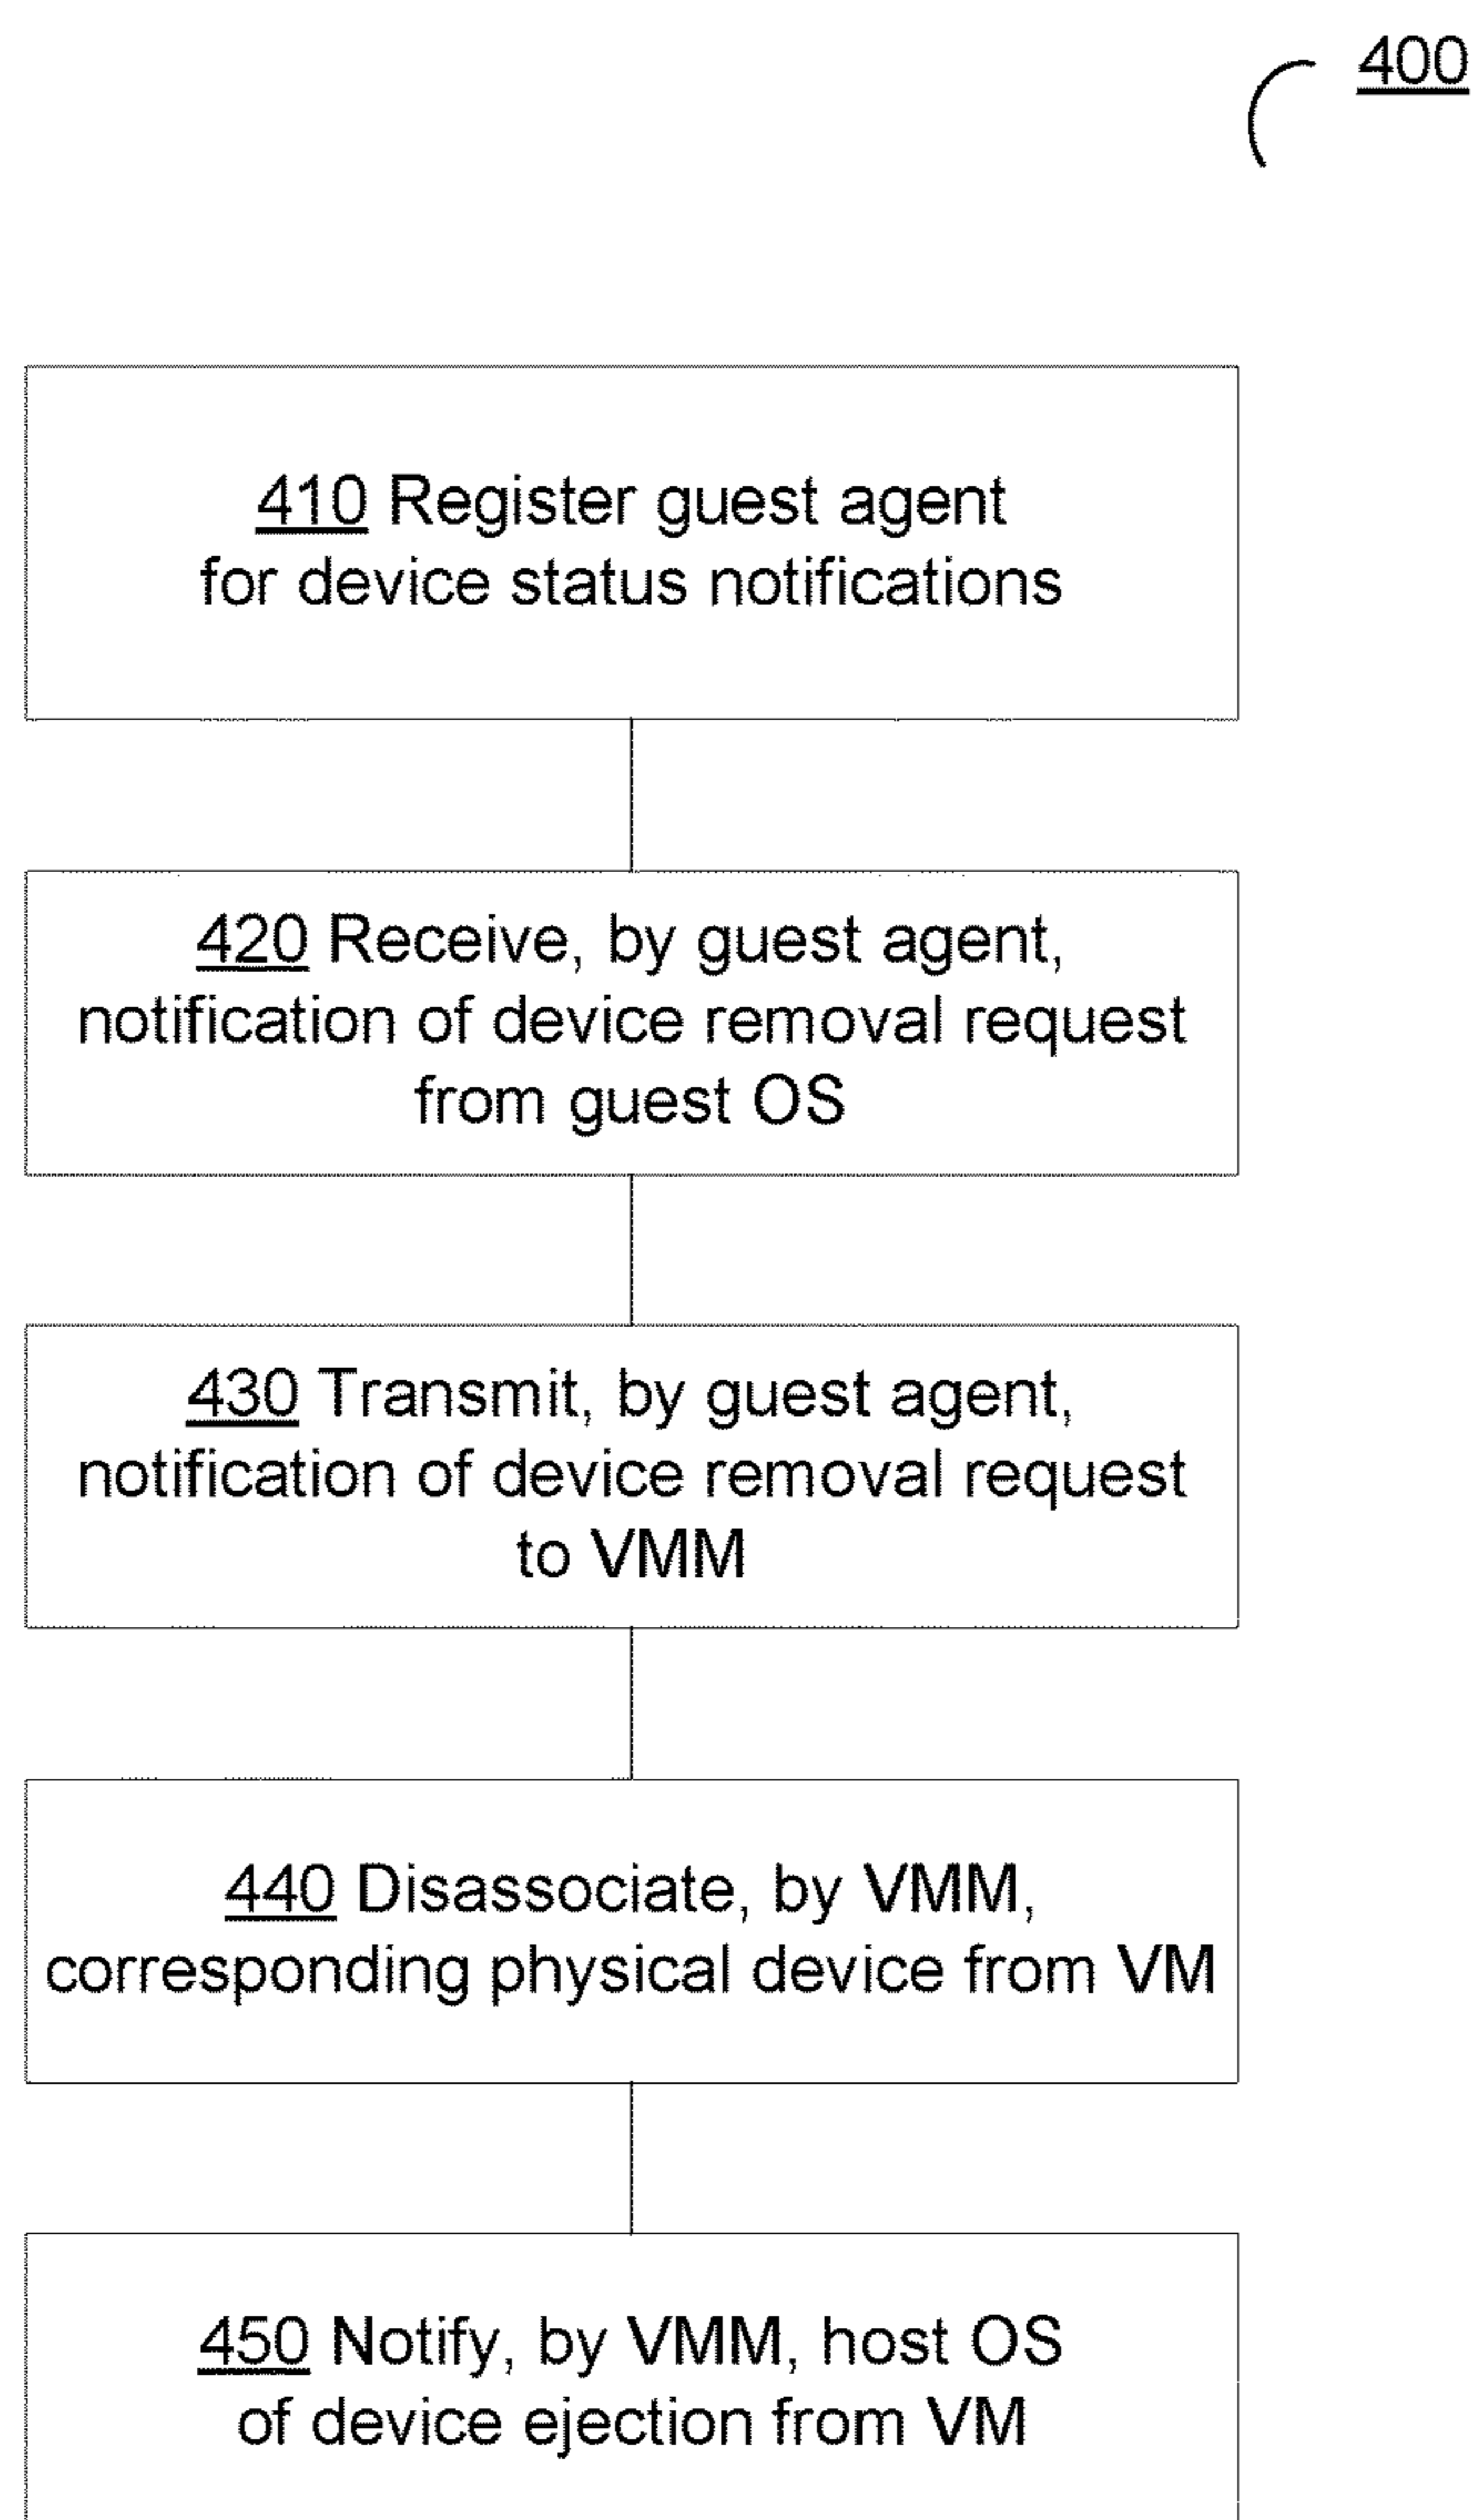 400
410 Register guest agent
for device status notifications
420 Receive, by guest agent,
notification of device removal request
from guest OS
430 Transmit, by guest agent,
notification of device removal request
to VMM
440 Disassociate, by VMM,
corresponding physical device from VM
450 Notify, by VMM, host OS
of device ejection from VM